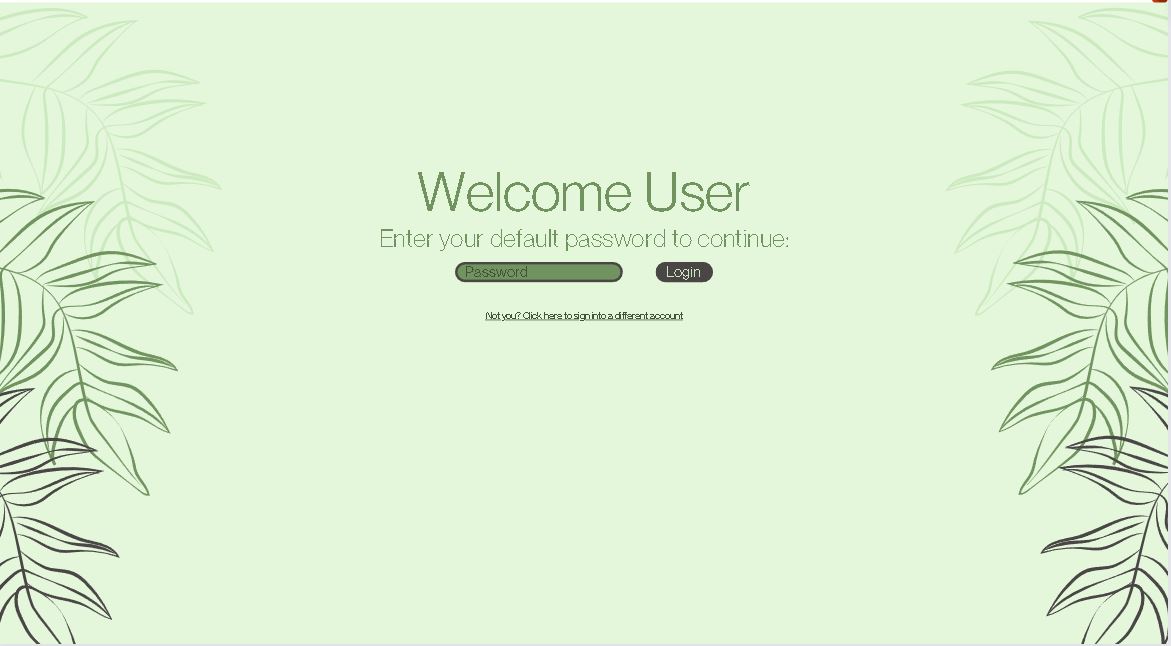 Welcome User
Enter your default password to continue:
Password
Login
Not you? Click here to sign into a different account